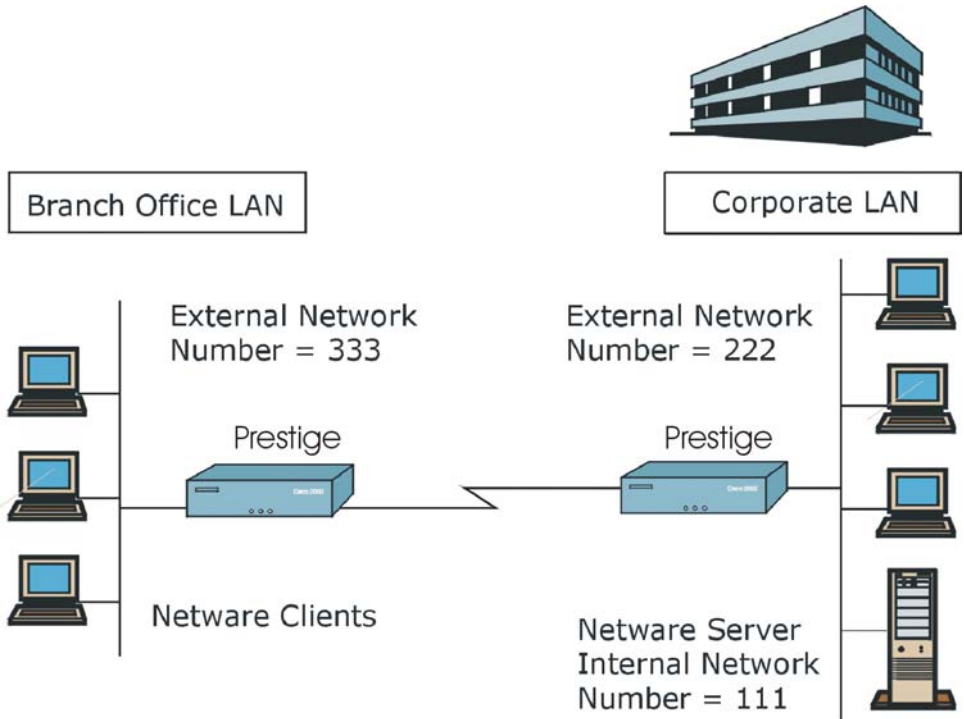 Branch Office LAN
Corporate LAN
External Network
Number = 333
External Network
Number = 222
Prestige
Prestige
Netware Clients
Netware Server
Internal Network
Number = 111